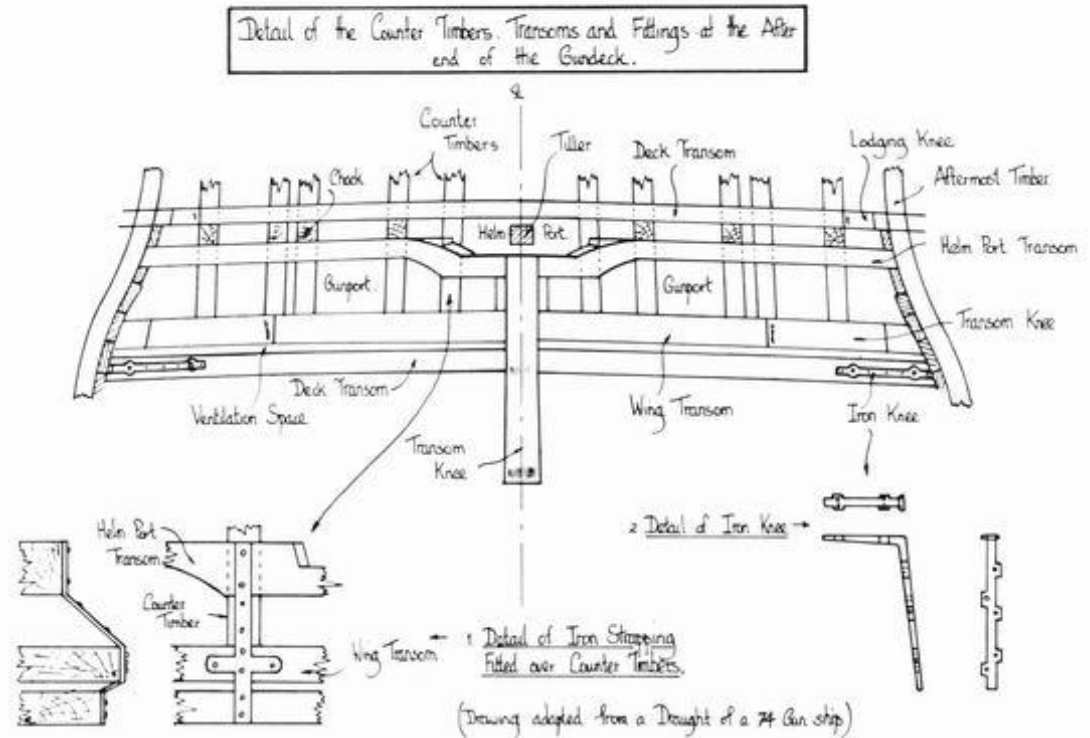 Detail of the Counter Timbers. Transoms and Fittings at the After
end of the Gundeck.
℄
Counter
Timbers
Tiller
Deck Transom
Lodging Knee
Aftermost Timber
Chock
Helm Port
Helm Port Transom
Gunport.
Gunport
Transom Knee
Deck Transom
Ventilation Space
Wing Transom
Iron Knee
Transom
Knee
Helm Port
Transom
2 Detail of Iron Knee
Counter
Timber
Wing Transom
1 Detail of Iron Strapping
Fitted over Counter Timbers.
(Drawing adapted from a Draught of a 74 Gun ship)